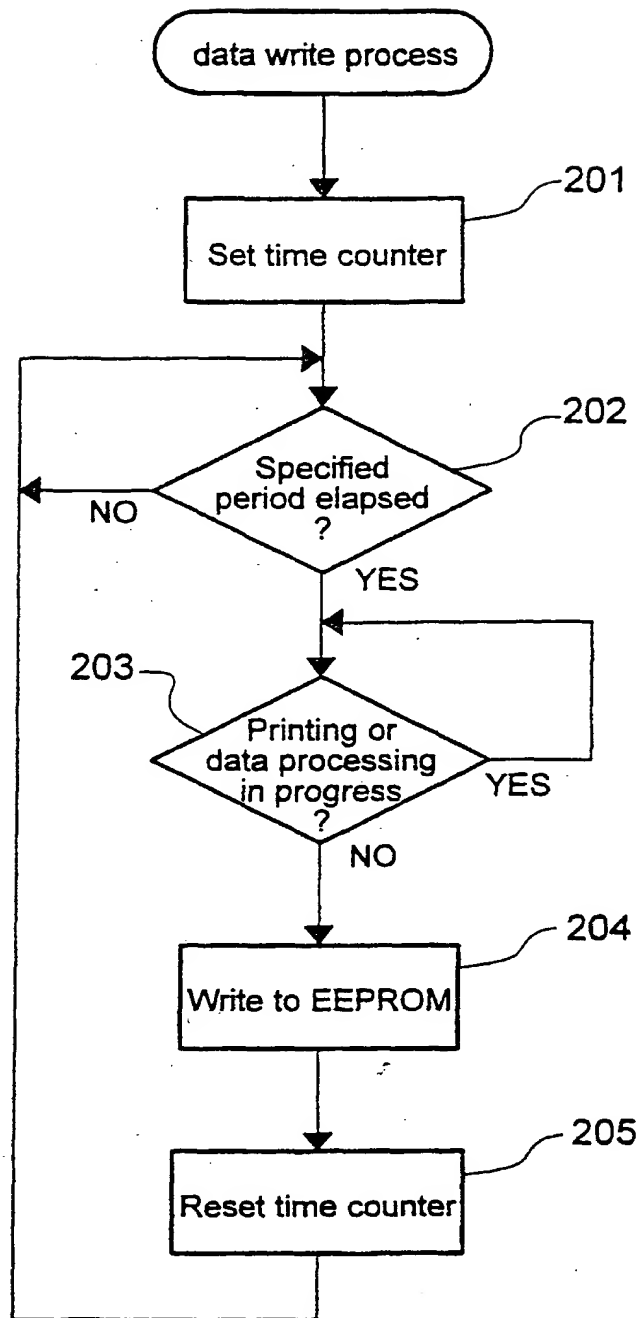 data write process
201
Set time counter
202
Specified
period elapsed
?
NO
YES
203
Printing or
data processing
in progress
?
YES
NO
204
Write to EEPROM
205
Reset time counter